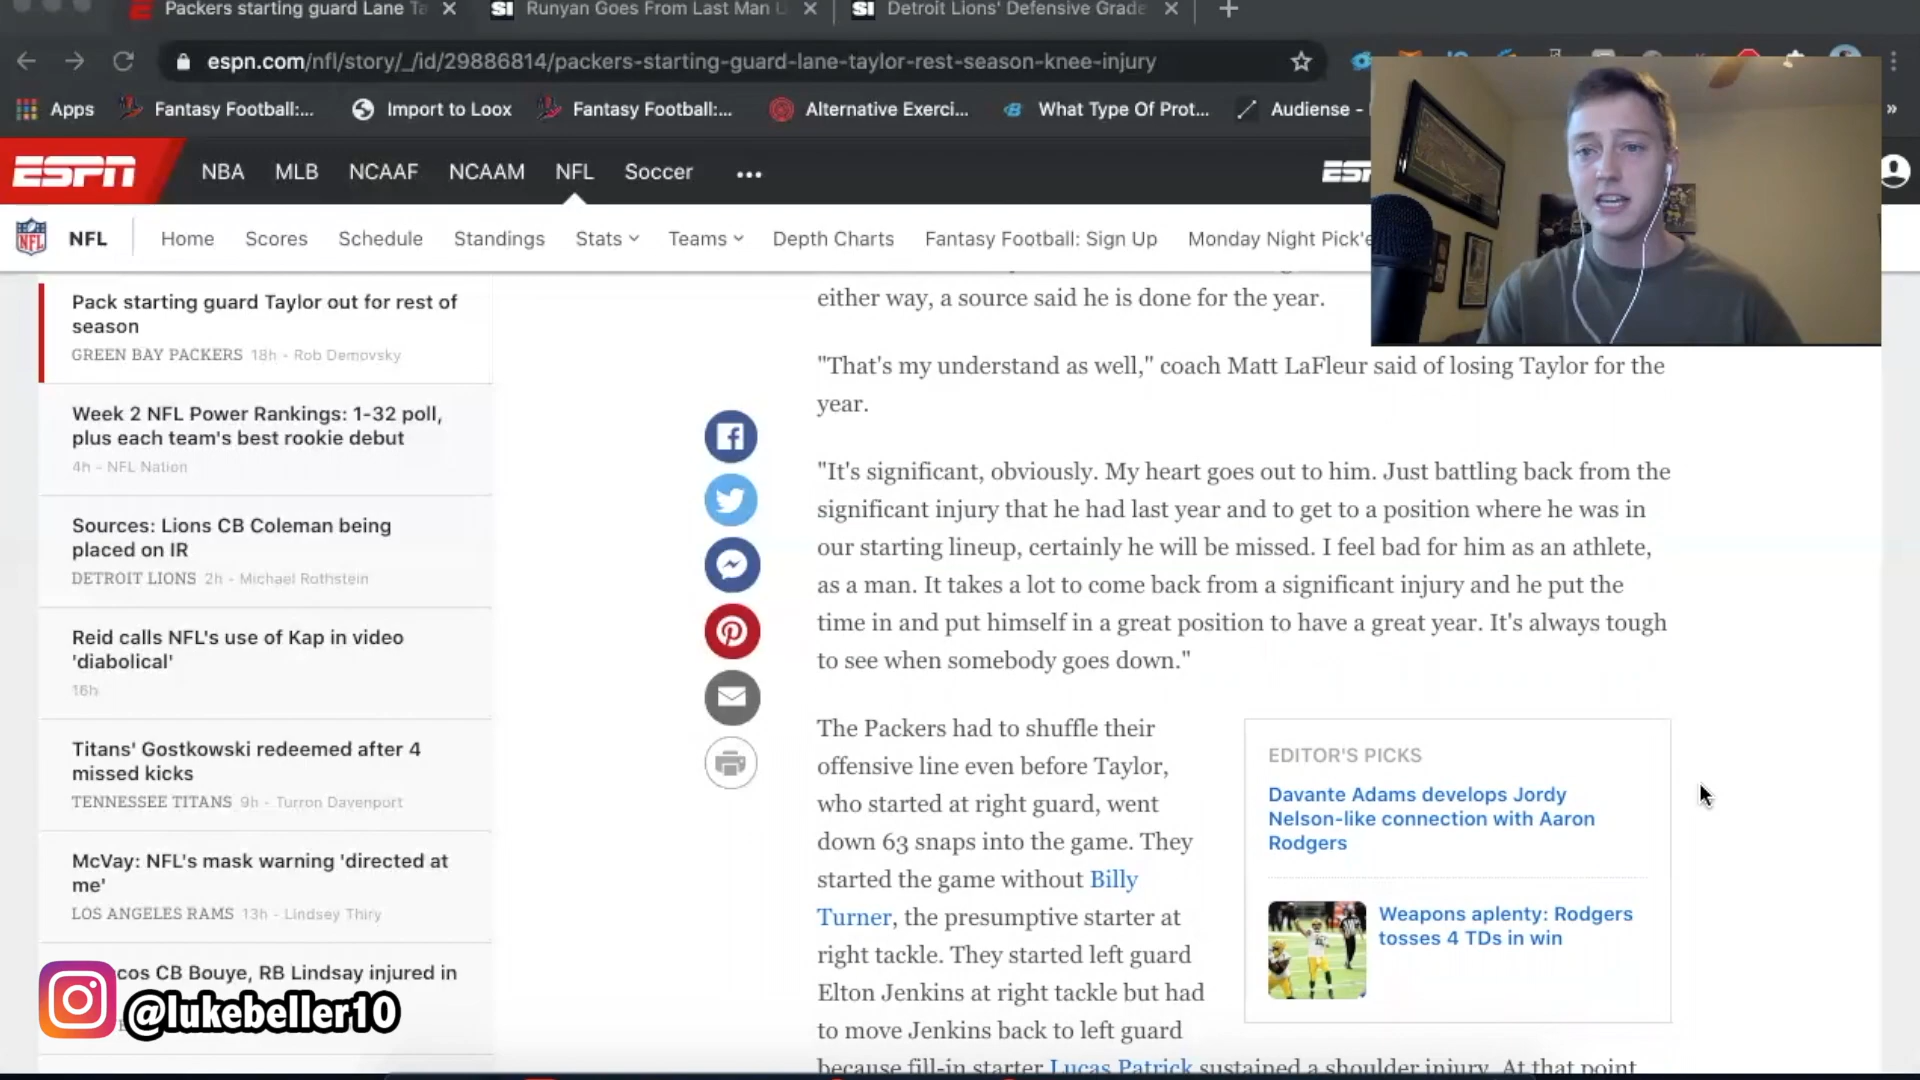 Packers starting guard Lane Ta
SI Runyan Goes From Last Man U
SI Detroit Lions' Defensive Grade
espn.com/nfl/story/_/id/29886814/packers-starting-guard-lane-taylor-rest-season-knee-injury
Apps
Fantasy Football:...
Import to Loox
Fantasy Football:...
Alternative Exerci...
What Type Of Prot...
Audiense -
»
ESPN
NBA MLB NCAAF NCAAM NFL Soccer •••
NFL
Home Scores Schedule Standings Stats Teams Depth Charts Fantasy Football: Sign Up Monday Night Pick'e
Pack starting guard Taylor out for rest of
season
GREEN BAY PACKERS 18h - Rob Demovsky
Week 2 NFL Power Rankings: 1-32 poll,
plus each team's best rookie debut
4h - NFL Nation
Sources: Lions CB Coleman being
placed on IR
DETROIT LIONS 2h - Michael Rothstein
Reid calls NFL's use of Kap in video
'diabolical'
16h
Titans' Gostkowski redeemed after 4
missed kicks
TENNESSEE TITANS 9h - Turron Davenport
McVay: NFL's mask warning 'directed at
me'
LOS ANGELES RAMS 13h - Lindsey Thiry
cos CB Bouye, RB Lindsay injured in
@lukebeller10
either way, a source said he is done for the year.
"That's my understand as well," coach Matt LaFleur said of losing Taylor for the
year.
"It's significant, obviously. My heart goes out to him. Just battling back from the
significant injury that he had last year and to get to a position where he was in
our starting lineup, certainly he will be missed. I feel bad for him as an athlete,
as a man. It takes a lot to come back from a significant injury and he put the
time in and put himself in a great position to have a great year. It's always tough
to see when somebody goes down."
The Packers had to shuffle their
offensive line even before Taylor,
who started at right guard, went
down 63 snaps into the game. They
started the game without Billy
Turner, the presumptive starter at
right tackle. They started left guard
Elton Jenkins at right tackle but had
to move Jenkins back to left guard
because fill-in starter Lucas Patrick sustained a shoulder injury. At that point
EDITOR'S PICKS
Davante Adams develops Jordy
Nelson-like connection with Aaron
Rodgers
Weapons aplenty: Rodgers
tosses 4 TDs in win